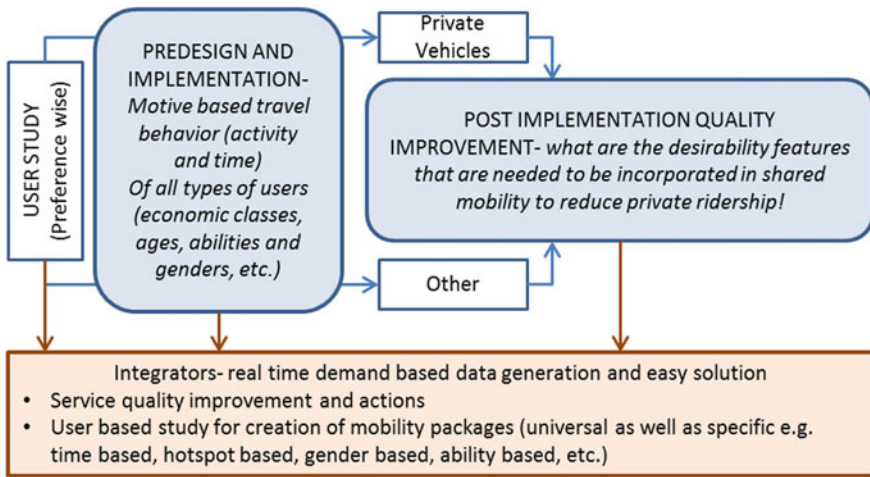 USER STUDY
(Preference wise)
PREDESIGN AND
IMPLEMENTATION-
Motive based travel
behavior (activity
and time)
Of all types of users
(economic classes,
ages, abilities and
genders, etc.)
Private
Vehicles
Other
POST IMPLEMENTATION QUALITY
IMPROVEMENT- what are the desirability features
that are needed to be incorporated in shared
mobility to reduce private ridership!
Integrators- real time demand based data generation and easy solution
• Service quality improvement and actions
• User based study for creation of mobility packages (universal as well as specific e.g.
time based, hotspot based, gender based, ability based, etc.)